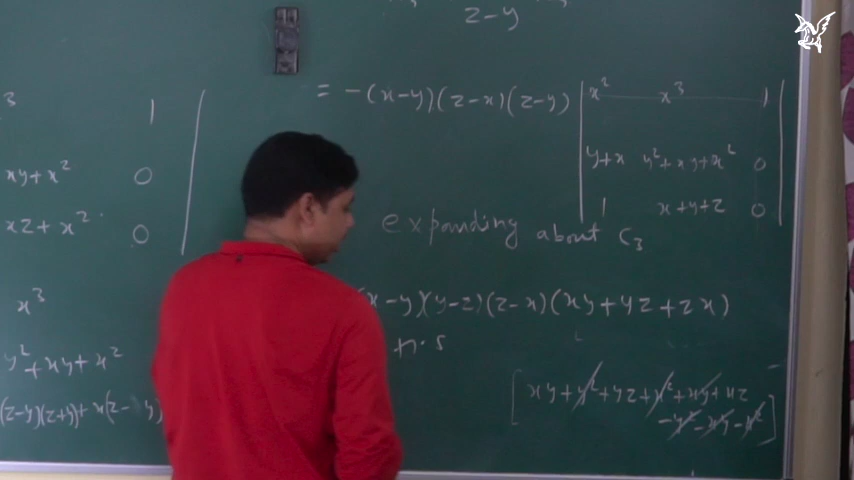 z-y
3 1
xy+x² 0
xz+x² 0
x³
y²+xy+x²
(z-y)(z+y)+x(z-y)
= -(x-y)(z-x)(z-y) | x² x³ 1 |
y+x y²+xy+x² 0
1 x+y+z 0
expanding about C₃
(x-y)(y-z)(z-x)(xy+yz+zx)
[xy+y²+yz+x²+xy+xz
-y²-xy-x²]